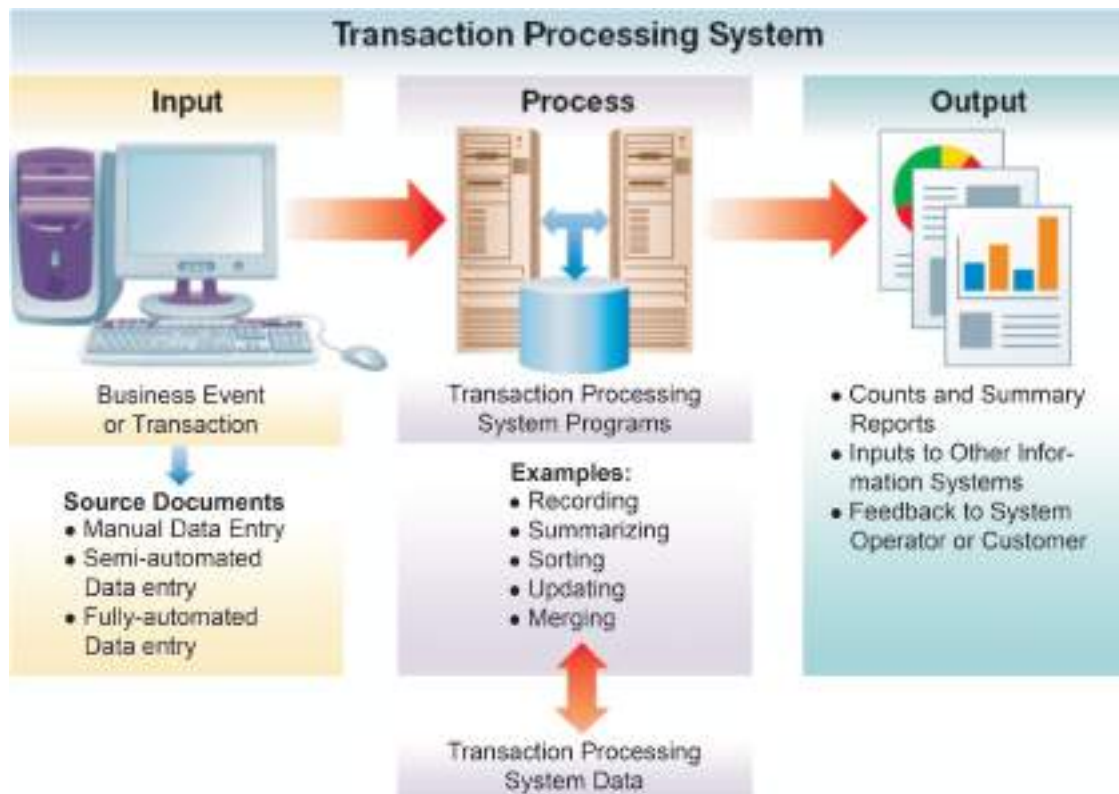 Transaction Processing System
Input
Business Event
or Transaction
Source Documents
• Manual Data Entry
• Semi-automated
Data entry
• Fully-automated
Data entry
Process
Transaction Processing
System Programs
Examples:
• Recording
• Summarizing
• Sorting
• Updating
• Merging
Transaction Processing
System Data
Output
• Counts and Summary
Reports
• Inputs to Other Infor-
mation Systems
• Feedback to System
Operator or Customer